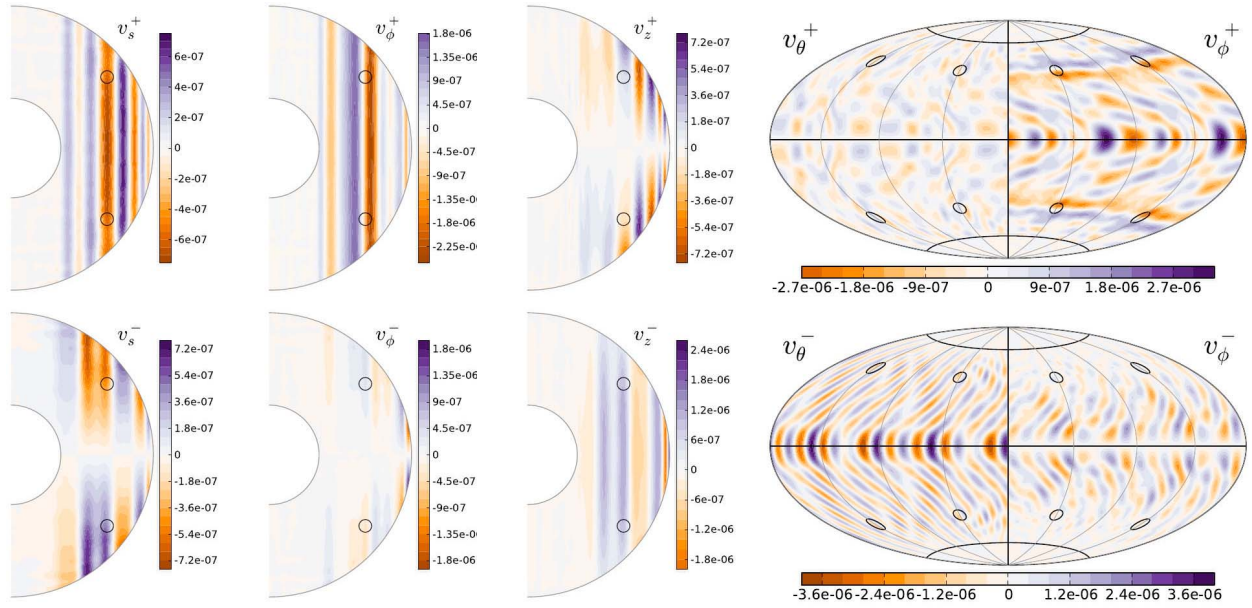 v_s^+
6e-07
4e-07
2e-07
0
-2e-07
-4e-07
-6e-07
v_ϕ^+
1.8e-06
1.35e-06
9e-07
4.5e-07
0
-4.5e-07
-9e-07
-1.35e-06
-1.8e-06
-2.25e-06
v_z^+
7.2e-07
5.4e-07
3.6e-07
1.8e-07
0
-1.8e-07
-3.6e-07
-5.4e-07
-7.2e-07
v_θ^+ v_ϕ^+
-2.7e-06 -1.8e-06 -9e-07 0 9e-07 1.8e-06 2.7e-06
v_s^-
7.2e-07
5.4e-07
3.6e-07
1.8e-07
0
-1.8e-07
-3.6e-07
-5.4e-07
-7.2e-07
v_ϕ^-
1.8e-06
1.35e-06
9e-07
4.5e-07
0
-4.5e-07
-9e-07
-1.35e-06
-1.8e-06
v_z^-
2.4e-06
1.8e-06
1.2e-06
6e-07
0
-6e-07
-1.2e-06
-1.8e-06
v_θ^- v_ϕ^-
-3.6e-06 -2.4e-06 -1.2e-06 0 1.2e-06 2.4e-06 3.6e-06